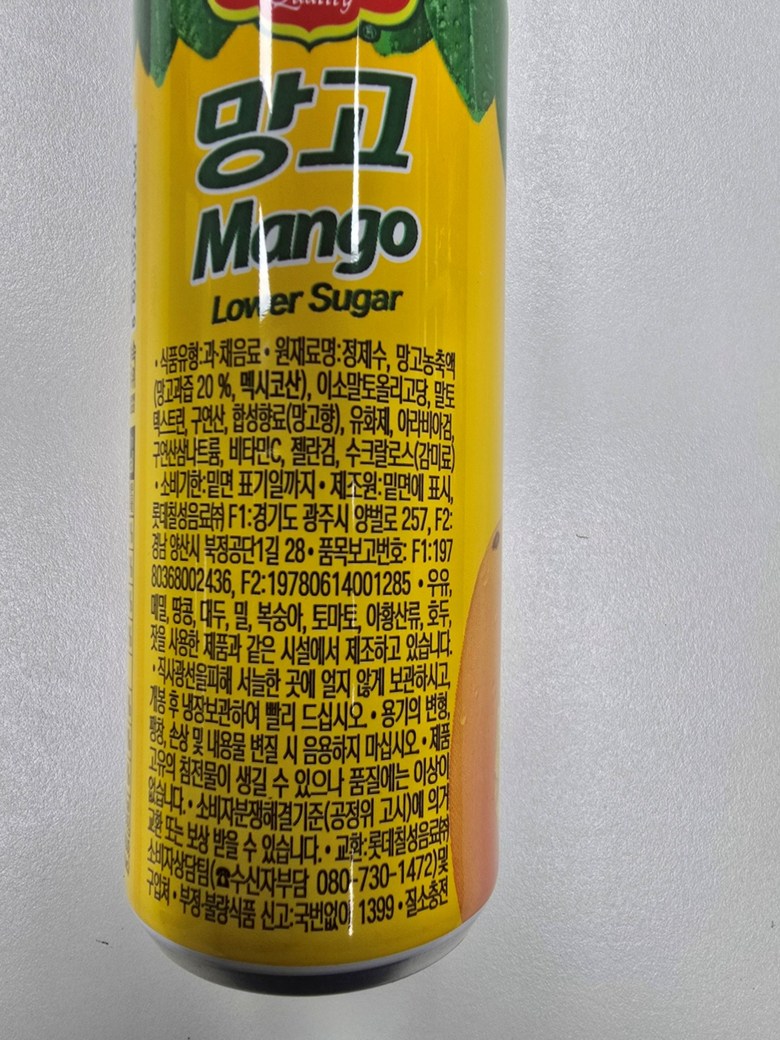 Quality
®
망고
Mango
Lower Sugar
• 식품유형:과·채음료 • 원재료명:정제수, 망고농축액
(망고과즙 20 %, 멕시코산), 이소말토올리고당, 말토
덱스트린, 구연산, 합성향료(망고향), 유화제, 아라비아검,
구연산삼나트륨, 비타민C, 젤란검, 수크랄로스(감미료)
• 소비기한:밑면 표기일까지 • 제조원:밑면에 표시,
롯데칠성음료㈜ F1:경기도 광주시 양벌로 257, F2:
경남 양산시 북정공단1길 28 • 품목보고번호: F1:197
80368002436, F2:19780614001285 • 우유,
메밀, 땅콩, 대두, 밀, 복숭아, 토마토, 아황산류, 호두,
잣을 사용한 제품과 같은 시설에서 제조하고 있습니다.
• 직사광선을피해 서늘한 곳에 얼지 않게 보관하시고,
개봉 후 냉장보관하여 빨리 드십시오. • 용기의 변형,
팽창, 손상 및 내용물 변질 시 음용하지 마십시오. • 제품
고유의 침전물이 생길 수 있으나 품질에는 이상이
없습니다. • 소비자분쟁해결기준(공정위 고시)에 의거
교환 또는 보상 받을 수 있습니다. • 교환:롯데칠성음료㈜
소비자상담팀(☎수신자부담 080-730-1472)및
구입처 • 부정·불량식품 신고:국번없이 1399 • 질소충전